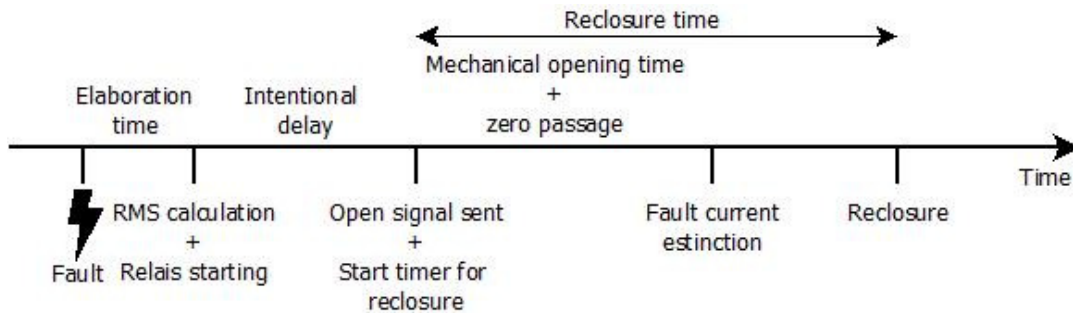 Reclosure time
Mechanical opening time
+
zero passage
Elaboration
time
Intentional
delay
Time
Fault
RMS calculation
+
Relais starting
Open signal sent
+
Start timer for
reclosure
Fault current
estinction
Reclosure